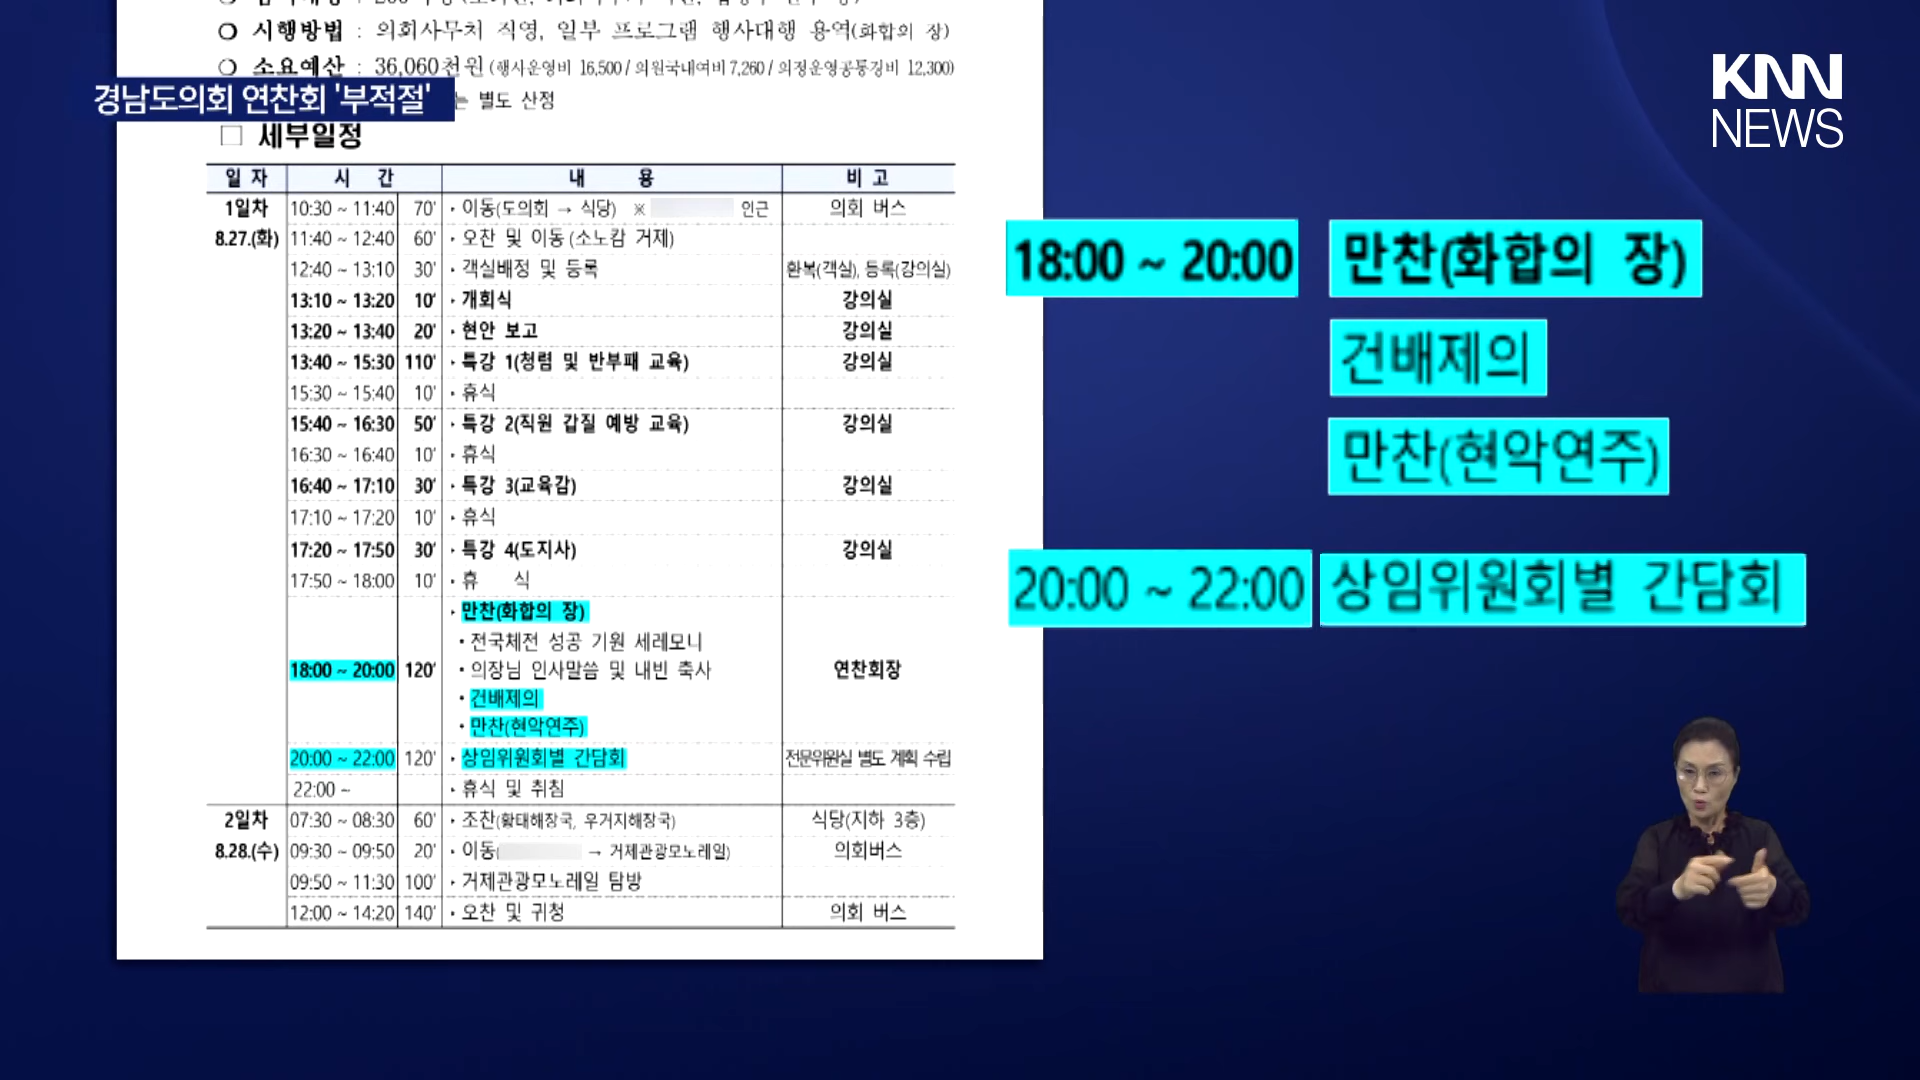 ○ 시행방법 : 의회사무처 직영, 일부 프로그램 행사대행 용역(화합의 장)
○ 소요예산 : 36,060천원 (행사운영비 16,500 / 의원국내여비 7,260 / 의정운영공통경비 12,300)
경남도의회 연찬회 '부적절'
는 별도 산정
KNN
NEWS
□ 세부일정
일 자 시 간 내 용 비 고
1일차 10:30 ~ 11:40 70' · 이동(도의회 → 식당) ※ 인근 의회 버스
8.27.(화) 11:40 ~ 12:40 60' · 오찬 및 이동 (소노캄 거제)
12:40 ~ 13:10 30' · 객실배정 및 등록 환복(객실), 등록(강의실)
13:10 ~ 13:20 10' · 개회식 강의실
13:20 ~ 13:40 20' · 현안 보고 강의실
13:40 ~ 15:30 110' · 특강 1(청렴 및 반부패 교육) 강의실
15:30 ~ 15:40 10' · 휴식
15:40 ~ 16:30 50' · 특강 2(직원 갑질 예방 교육) 강의실
16:30 ~ 16:40 10' · 휴식
16:40 ~ 17:10 30' · 특강 3(교육감) 강의실
17:10 ~ 17:20 10' · 휴식
17:20 ~ 17:50 30' · 특강 4(도지사) 강의실
17:50 ~ 18:00 10' · 휴 식
· 만찬(화합의 장)
• 전국체전 성공 기원 세레모니
18:00 ~ 20:00 120' • 의장님 인사말씀 및 내빈 축사 연찬회장
• 건배제의
• 만찬(현악연주)
20:00 ~ 22:00 120' · 상임위원회별 간담회 전문위원실 별도 계획 수립
22:00 ~ · 휴식 및 취침
2일차 07:30 ~ 08:30 60' · 조찬(황태해장국, 우거지해장국) 식당(지하 3층)
8.28.(수) 09:30 ~ 09:50 20' · 이동( → 거제관광모노레일) 의회버스
09:50 ~ 11:30 100' · 거제관광모노레일 탐방
12:00 ~ 14:20 140' · 오찬 및 귀청 의회 버스
18:00 ~ 20:00 만찬(화합의 장)
건배제의
만찬(현악연주)
20:00 ~ 22:00 상임위원회별 간담회